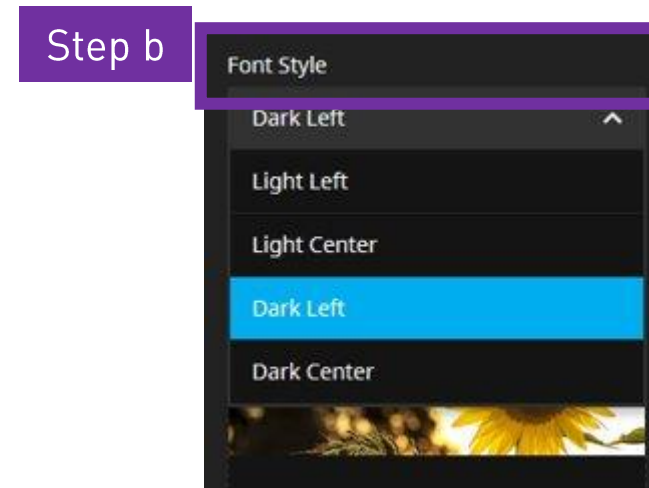 Step b
Font Style
Dark Left
Light Left
Light Center
Dark Left
Dark Center